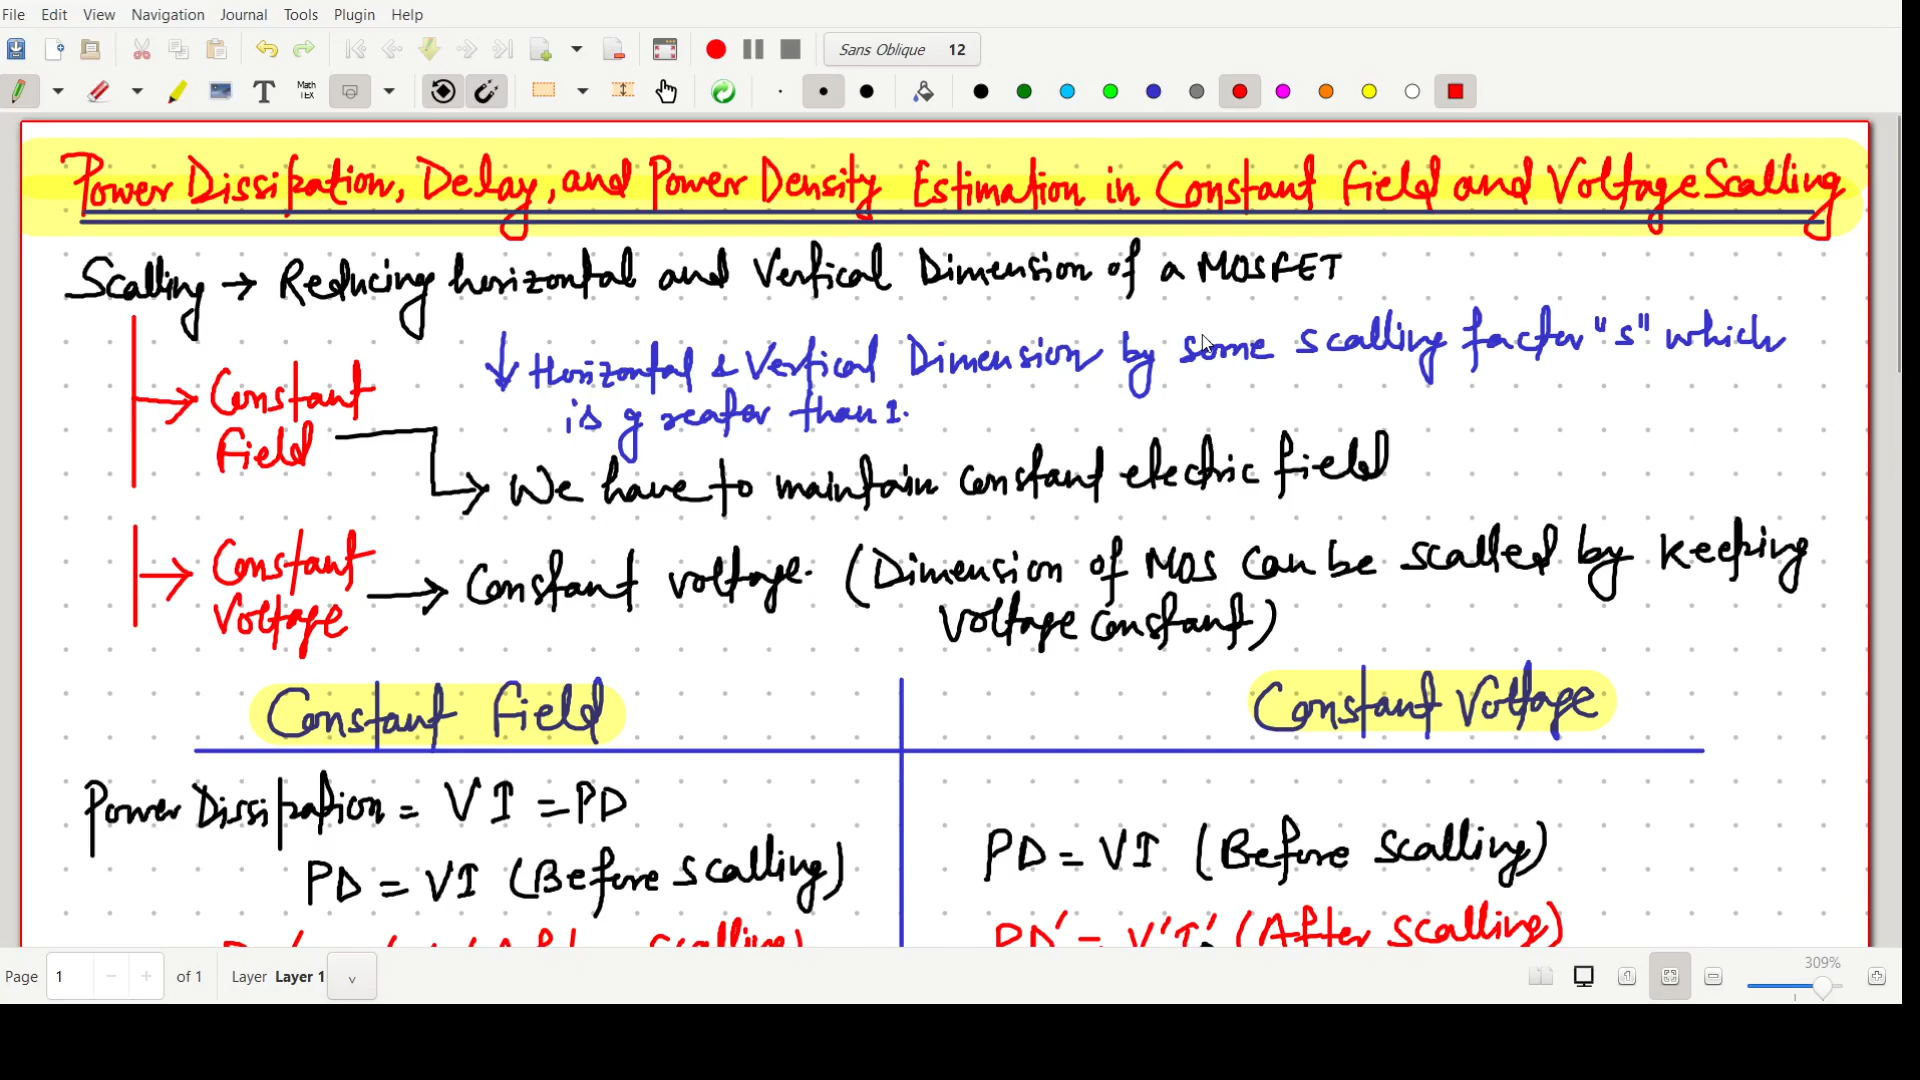 File Edit View Navigation Journal Tools Plugin Help
Sans Oblique 12
T Math TEX
Power Dissipation, Delay, and Power Density Estimation in Constant Field and Voltage Scalling
Scalling → Reducing horizontal and Vertical Dimension of a MOSFET
↓ Horizontal & Vertical Dimension by some scalling factor "s" which
is greater than 1.
→ Constant
Field
→ We have to maintain constant electric field
→ Constant
Voltage
→ Constant voltage. (Dimension of MOS can be scalled by keeping
voltage constant)
Constant Field
Constant Voltage
Power Dissipation = VI = PD
PD = VI (Before scalling)
PD = VI (Before scalling)
PD' = V'I' (After scalling)
Page 1 of 1 Layer Layer 1
309%